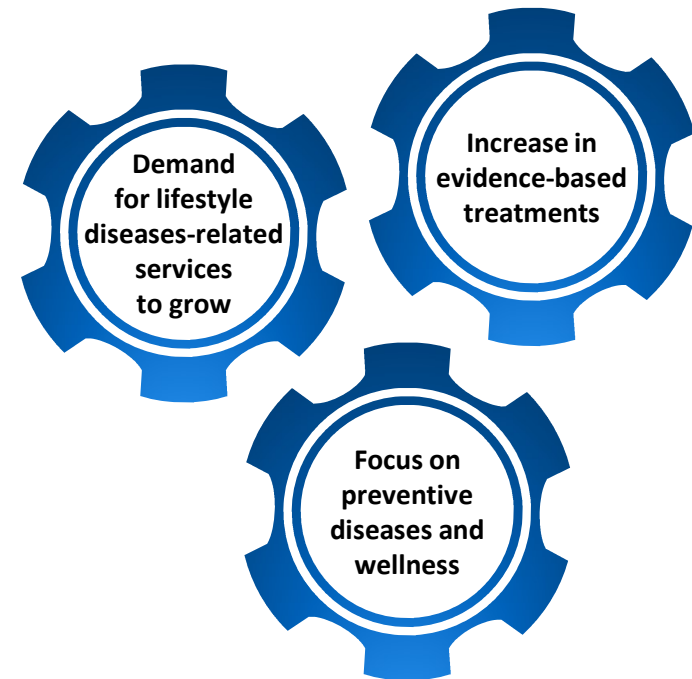 Demand
for lifestyle
diseases-related
services
to grow
Increase in
evidence-based
treatments
Focus on
preventive
diseases and
wellness